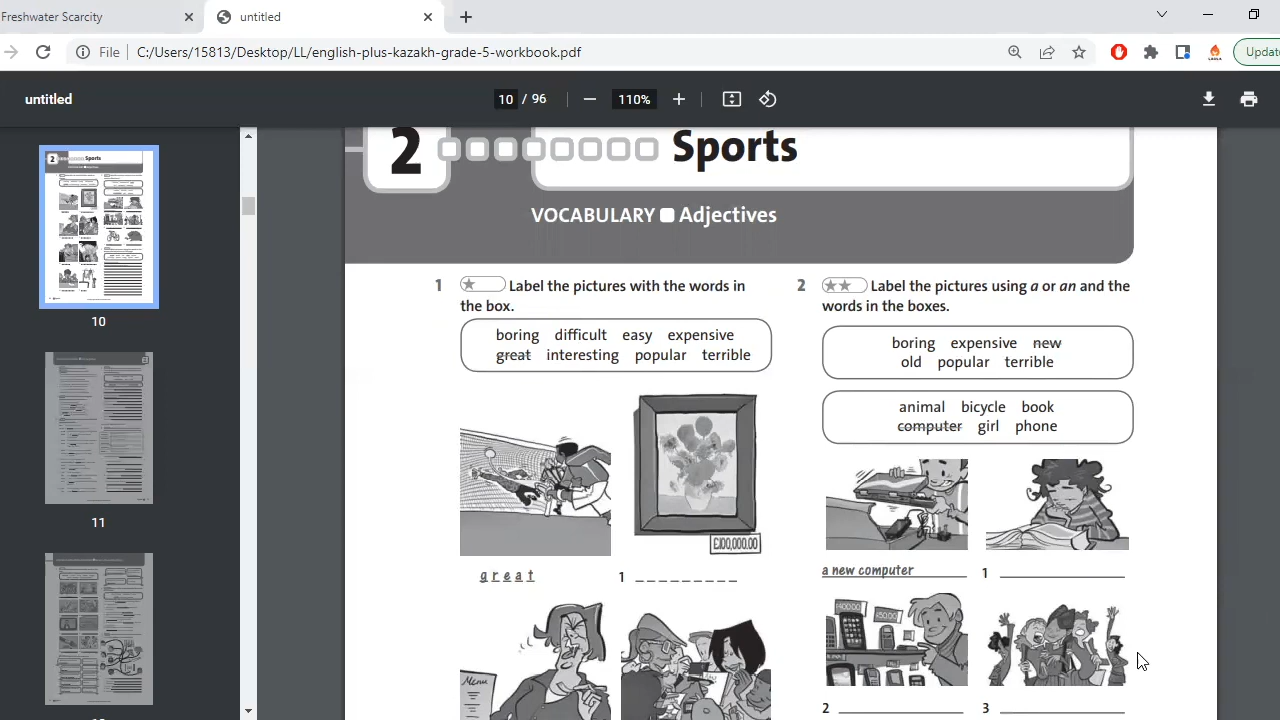 Freshwater Scarcity
untitled
File
C:/Users/15813/Desktop/LL/english-plus-kazakh-grade-5-workbook.pdf
Updat
untitled
10 / 96
110%
2 Sports
VOCABULARY Adjectives
10
11
1 Label the pictures with the words in
the box.
boring difficult easy expensive
great interesting popular terrible
£100,000.00
great
1
Menu
2 Label the pictures using a or an and the
words in the boxes.
boring expensive new
old popular terrible
animal bicycle book
computer girl phone
a new computer
1
2
3